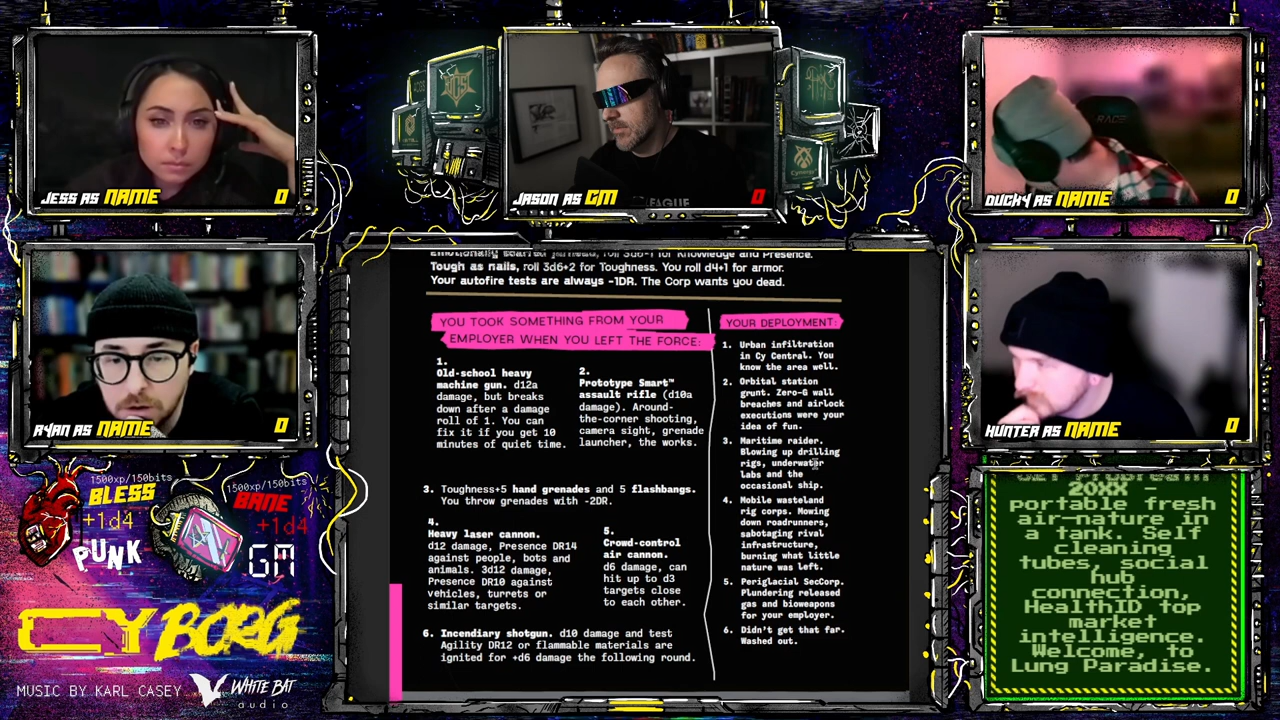 JESS AS NAME 0
JASON AS GM 0
LEAGUE
DUCKY AS NAME 0
RYAN AS NAME 0
HUNTER AS NAME 0
roll 3d6-1 for Knowledge and Presence.
Tough as nails, roll 3d6+2 for Toughness. You roll d4+1 for armor.
Your autofire tests are always -1DR. The Corp wants you dead.
YOU TOOK SOMETHING FROM YOUR
EMPLOYER WHEN YOU LEFT THE FORCE:
1.
Old-school heavy
machine gun. d12a
damage, but breaks
down after a damage
roll of 1. You can
fix it if you get 10
minutes of quiet time.
2.
Prototype Smart™
assault rifle (d10a
damage). Around-
the-corner shooting,
camera sight, grenade
launcher, the works.
3. Toughness+5 hand grenades and 5 flashbangs.
You throw grenades with -2DR.
4.
Heavy laser cannon.
d12 damage, Presence DR14
against people, bots and
animals. 3d12 damage,
Presence DR10 against
vehicles, turrets or
similar targets.
5.
Crowd-control
air cannon.
d6 damage, can
hit up to d3
targets close
to each other.
6. Incendiary shotgun. d10 damage and test
Agility DR12 or flammable materials are
ignited for +d6 damage the following round.
YOUR DEPLOYMENT:
1. Urban infiltration
in Cy Central. You
know the area well.
2. Orbital station
grunt. Zero-G wall
breaches and airlock
executions were your
idea of fun.
3. Maritime raider.
Blowing up drilling
rigs, underwater
labs and the
occasional ship.
4. Mobile wasteland
rig corps. Mowing
down roadrunners,
sabotaging rival
infrastructure,
burning what little
nature was left.
5. Periglacial SecCorp.
Plundering released
gas and bioweapons
for your employer.
6. Didn't get that far.
Washed out.
1500xp/150bits
BLESS
+1d4
PUNK
1500xp/150bits
BANE
+1d4
GM
CY BORG
MUSIC BY KARL CASEY
WHITE BAT
audio
20XX -
portable fresh
air-nature in
a tank. Self
cleaning
tubes, social
hub
connection,
HealthID top
market
intelligence.
Welcome, to
Lung Paradise.